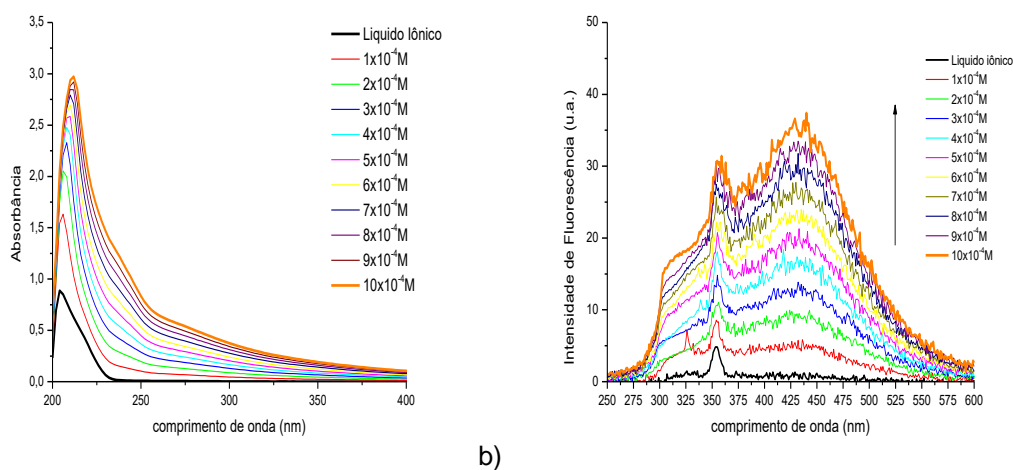 3,5
3,0
2,5
2,0
1,5
1,0
0,5
0,0
Absorbância
200 250 300 350 400
comprimento de onda (nm)
Liquido Iônico
1x10⁻⁴M
2x10⁻⁴M
3x10⁻⁴M
4x10⁻⁴M
5x10⁻⁴M
6x10⁻⁴M
7x10⁻⁴M
8x10⁻⁴M
9x10⁻⁴M
10x10⁻⁴M
b)
50
40
30
20
10
0
Intensidade de Fluorescência (u.a.)
250 275 300 325 350 375 400 425 450 475 500 525 550 575 600
comprimento de onda (nm)
Liquido iônico
1x10⁻⁴M
2x10⁻⁴M
3x10⁻⁴M
4x10⁻⁴M
5x10⁻⁴M
6x10⁻⁴M
7x10⁻⁴M
8x10⁻⁴M
9x10⁻⁴M
10x10⁻⁴M